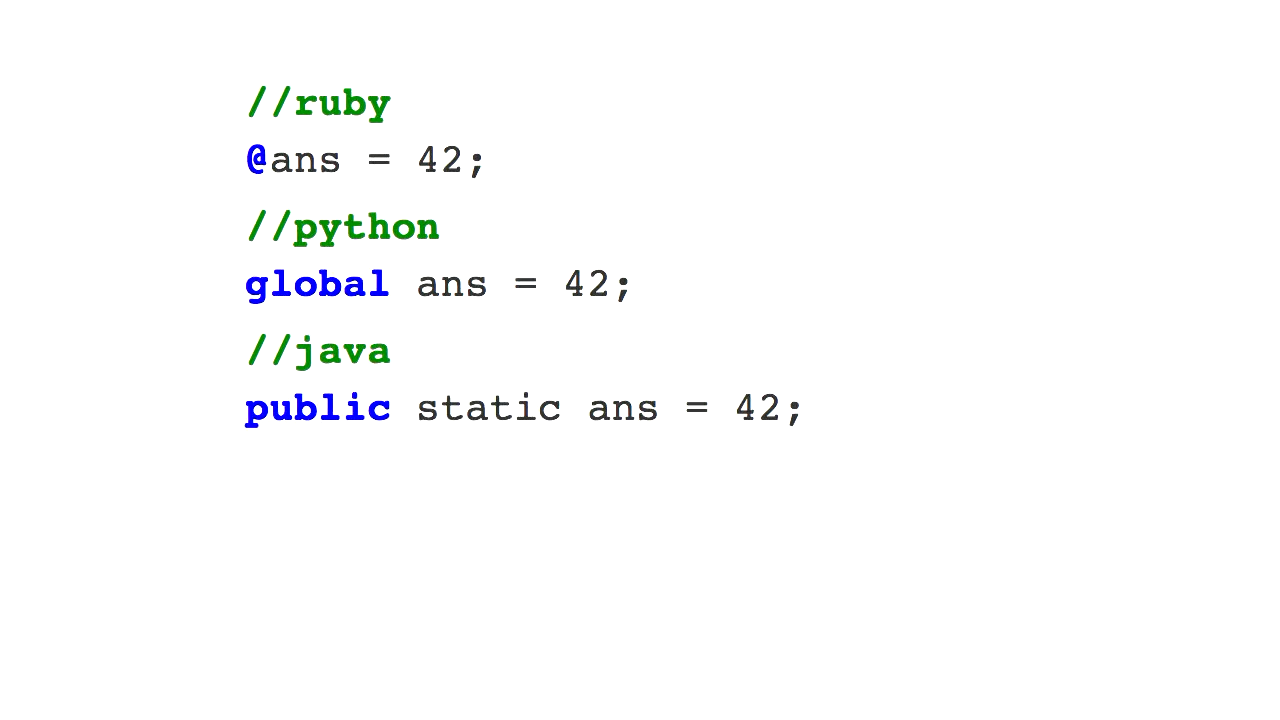 //ruby
@ans = 42;
//python
global ans = 42;
//java
public static ans = 42;